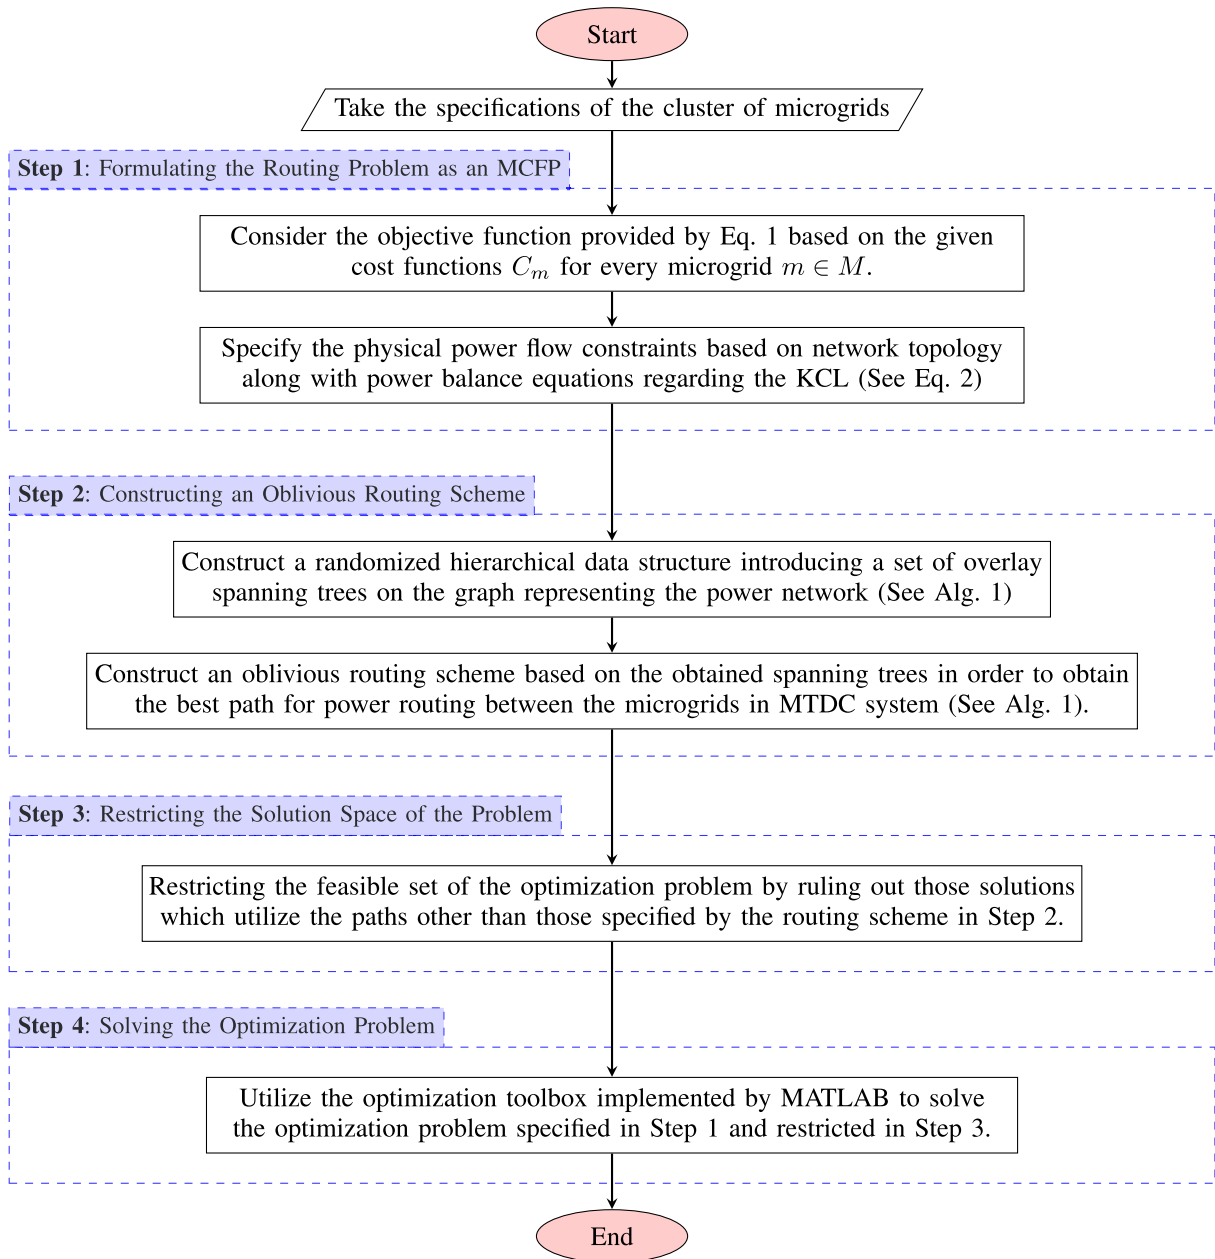 Start
Take the specifications of the cluster of microgrids
Step 1: Formulating the Routing Problem as an MCFP
Consider the objective function provided by Eq. 1 based on the given
cost functions C_m for every microgrid m ∈ M.
Specify the physical power flow constraints based on network topology
along with power balance equations regarding the KCL (See Eq. 2)
Step 2: Constructing an Oblivious Routing Scheme
Construct a randomized hierarchical data structure introducing a set of overlay
spanning trees on the graph representing the power network (See Alg. 1)
Construct an oblivious routing scheme based on the obtained spanning trees in order to obtain
the best path for power routing between the microgrids in MTDC system (See Alg. 1).
Step 3: Restricting the Solution Space of the Problem
Restricting the feasible set of the optimization problem by ruling out those solutions
which utilize the paths other than those specified by the routing scheme in Step 2.
Step 4: Solving the Optimization Problem
Utilize the optimization toolbox implemented by MATLAB to solve
the optimization problem specified in Step 1 and restricted in Step 3.
End